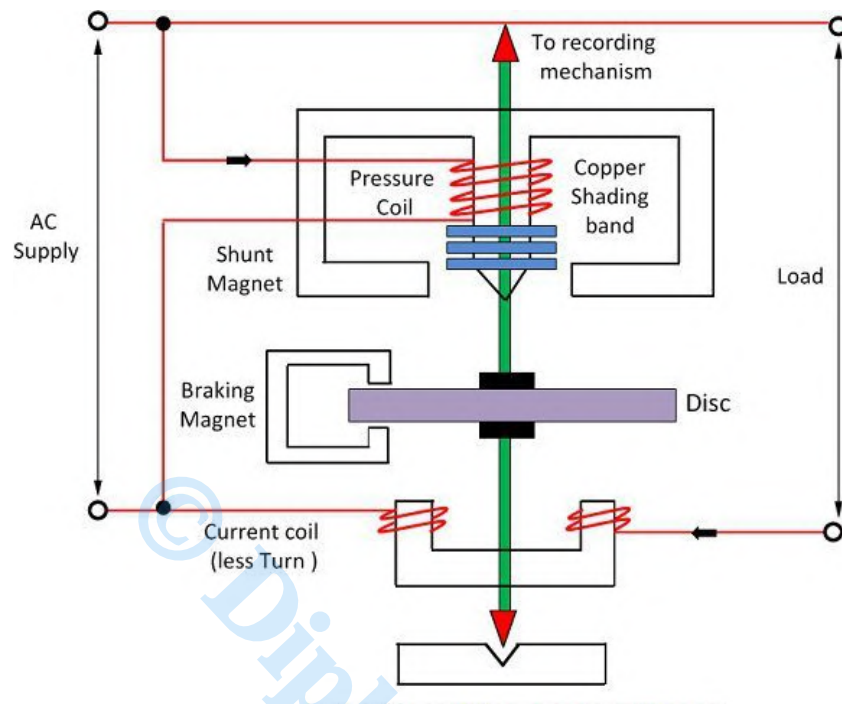 To recording
mechanism
Pressure
Coil
Copper
Shading
band
AC
Supply
Shunt
Magnet
Load
Braking
Magnet
Disc
Current coil
(less Turn )
© Dipl